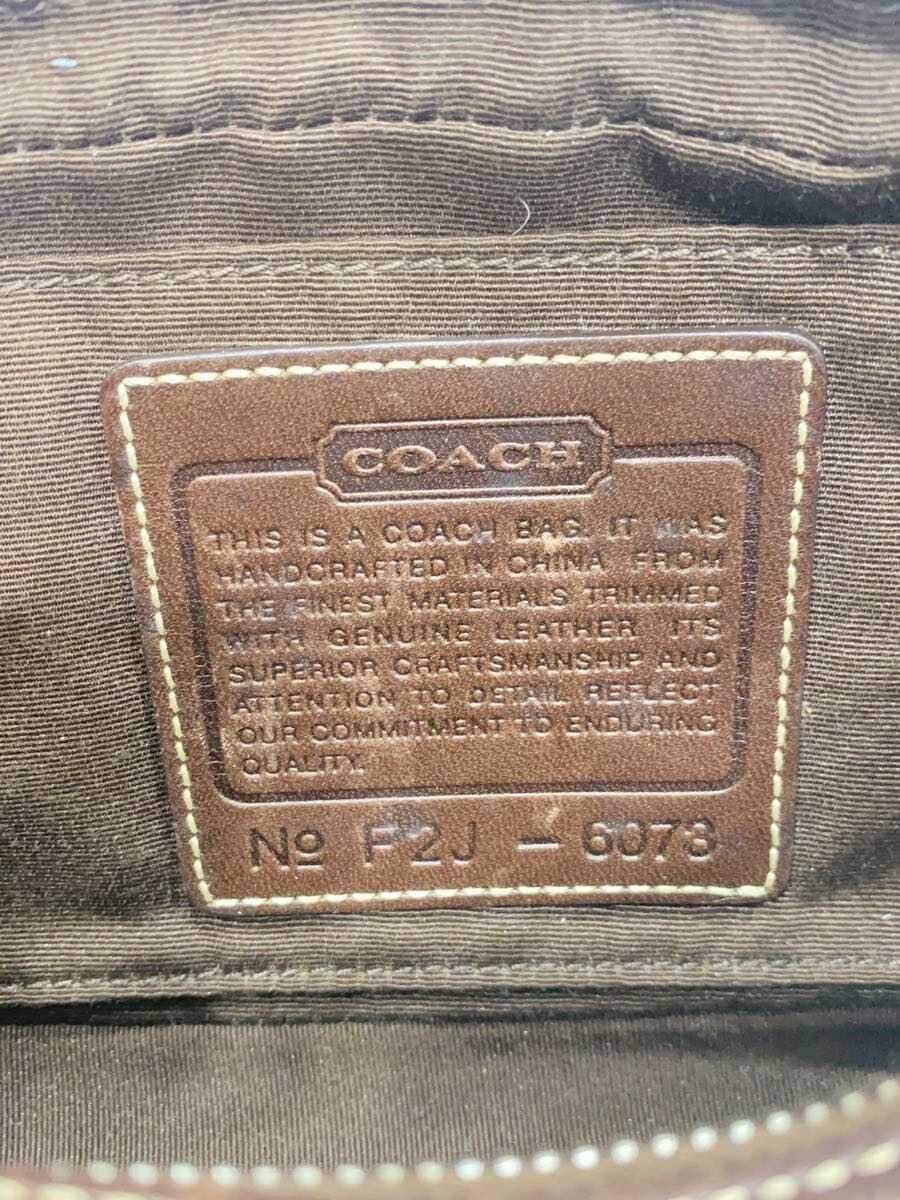 COACH
THIS IS A COACH BAG. IT WAS
HANDCRAFTED IN CHINA FROM
THE FINEST MATERIALS TRIMMED
WITH GENUINE LEATHER. ITS
SUPERIOR CRAFTSMANSHIP AND
ATTENTION TO DETAIL REFLECT
OUR COMMITMENT TO ENDURING
QUALITY.
No F2J - 6073